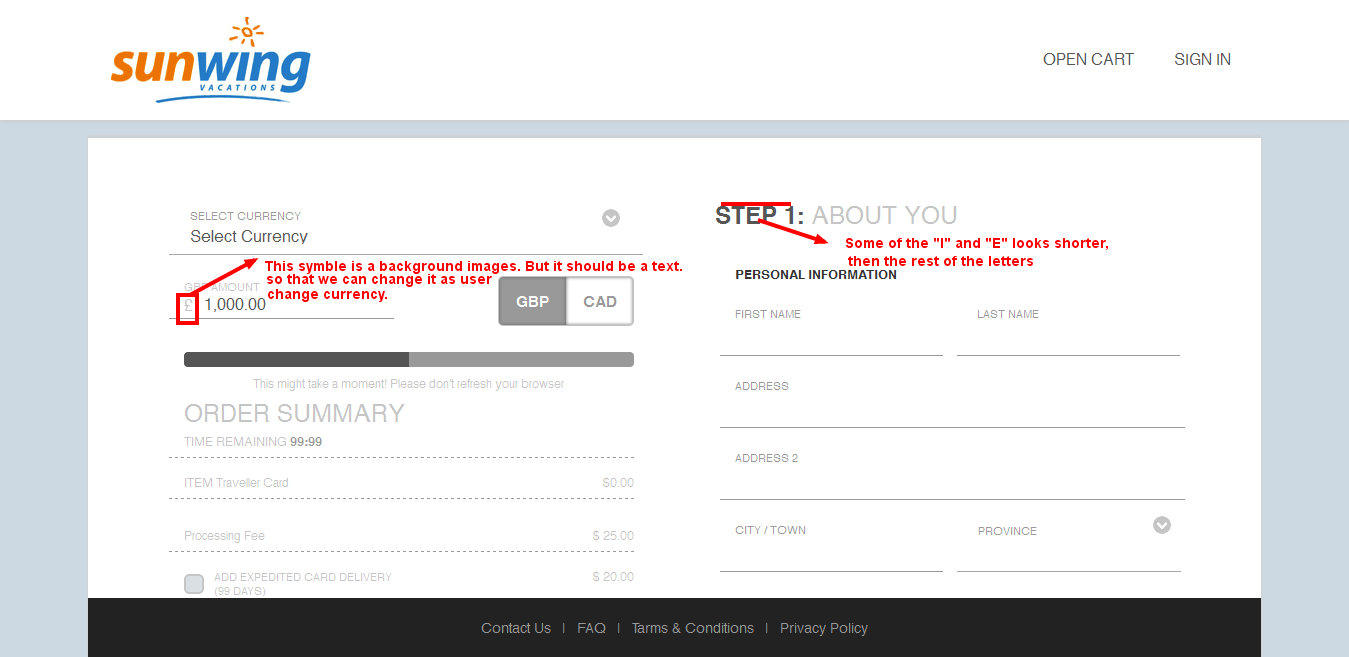 sunwing
VACATIONS
OPEN CART
SIGN IN
SELECT CURRENCY
Select Currency
This symble is a background images. But it should be a text.
so that we can change it as user
change currency.
GBP AMOUNT
£ 1,000.00
GBP
CAD
This might take a moment! Please don't refresh your browser
ORDER SUMMARY
TIME REMAINING 99:99
ITEM Traveller Card $0.00
Processing Fee $ 25.00
ADD EXPEDITED CARD DELIVERY $ 20.00
(99 DAYS)
STEP 1: ABOUT YOU
Some of the "I" and "E" looks shorter,
then the rest of the letters
PERSONAL INFORMATION
FIRST NAME
LAST NAME
ADDRESS
ADDRESS 2
CITY / TOWN
PROVINCE
Contact Us | FAQ | Tarms & Conditions | Privacy Policy